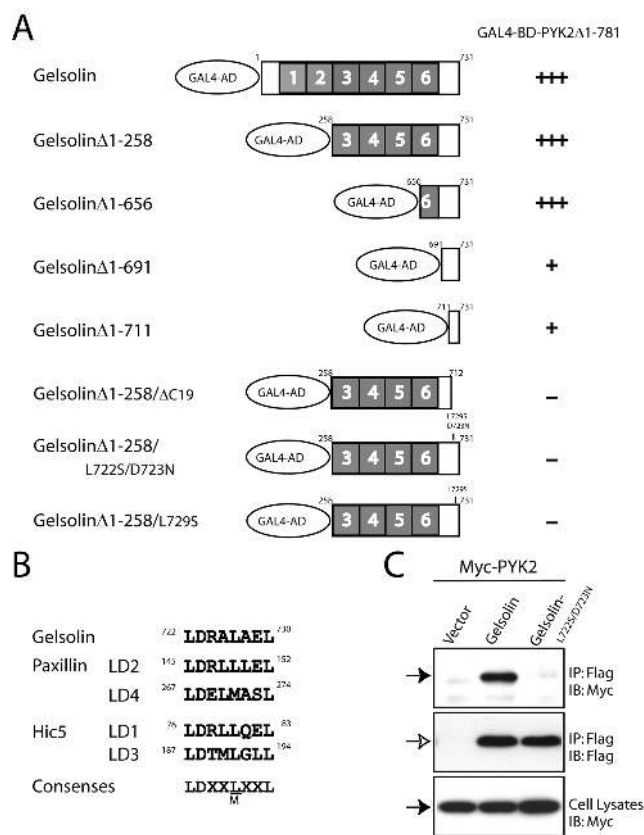 A
GAL4-BD-PYK2Δ1-781
Gelsolin GAL4-AD 1 1 2 3 4 5 6 731 +++
GelsolinΔ1-258 GAL4-AD 258 3 4 5 6 731 +++
GelsolinΔ1-656 GAL4-AD 656 6 731 +++
GelsolinΔ1-691 GAL4-AD 691 731 +
GelsolinΔ1-711 GAL4-AD 711 731 +
GelsolinΔ1-258/ΔC19 GAL4-AD 258 3 4 5 6 712 –
L729S
D723N
GelsolinΔ1-258/
L722S/D723N GAL4-AD 258 3 4 5 6 731 –
L729S
GelsolinΔ1-258/L729S GAL4-AD 258 3 4 5 6 731 –
B
Gelsolin 722 LDRALAEL 730
Paxillin LD2 145 LDRLLLEL 152
LD4 267 LDELMASL 274
Hic5 LD1 76 LDRLLQEL 83
LD3 187 LDTMLGLL 194
Consenses LDXXLXXL
M
C
Myc-PYK2
Vector
Gelsolin
Gelsolin-
L722S/D723N
IP: Flag
IB: Myc
IP: Flag
IB: Flag
Cell Lysates
IB: Myc